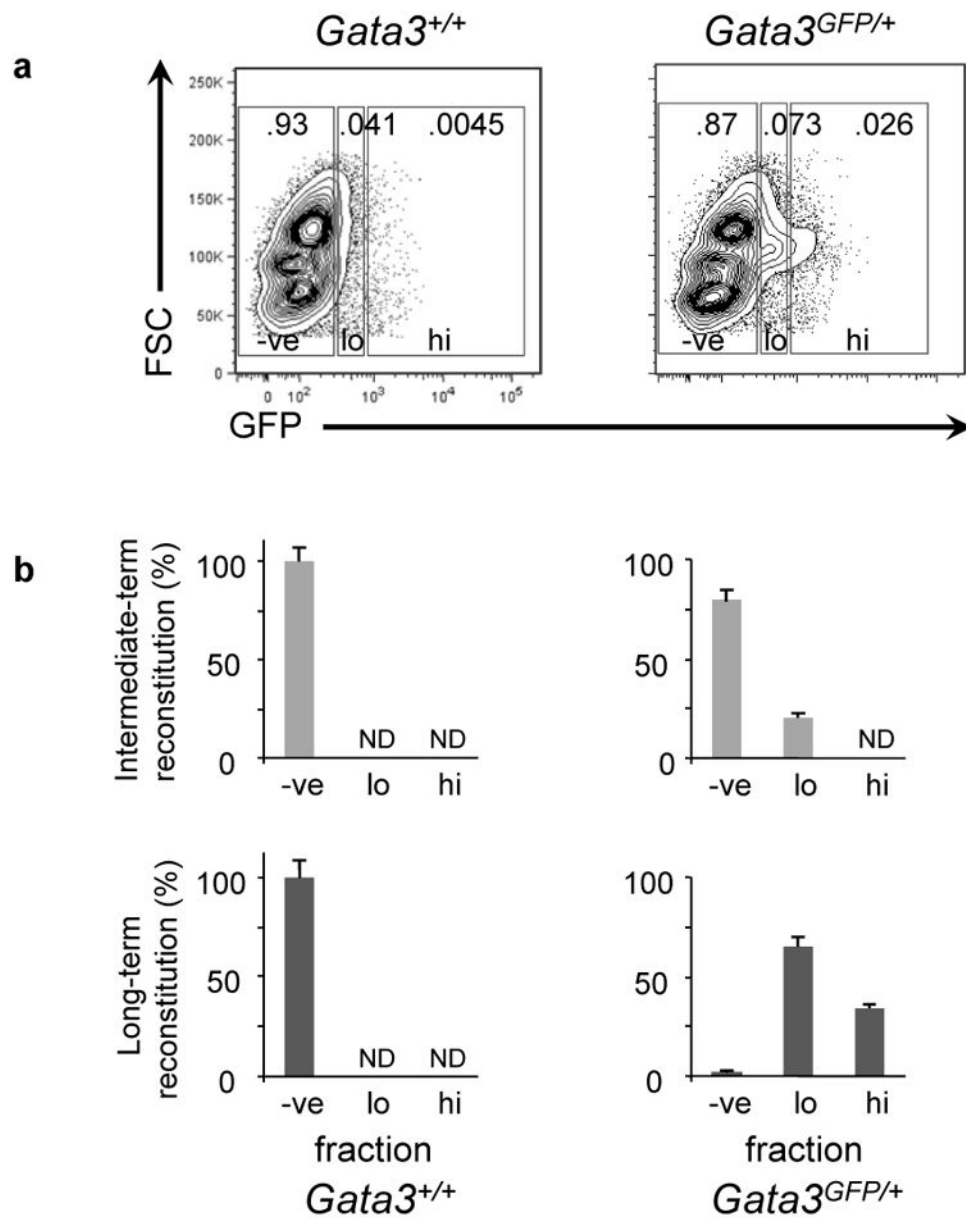 Gata3+/+ Gata3GFP/+
a
250K
200K
150K
100K
50K
0
FSC
.93 .041 .0045
-ve lo hi
0 10² 10³ 10⁴ 10⁵
.87 .073 .026
-ve lo hi
GFP
b
Intermediate-term
reconstitution (%)
100
50
0
ND ND
-ve lo hi
100
50
0
ND
-ve lo hi
Long-term
reconstitution (%)
100
50
0
ND ND
-ve lo hi
100
50
0
-ve lo hi
fraction fraction
Gata3+/+ Gata3GFP/+